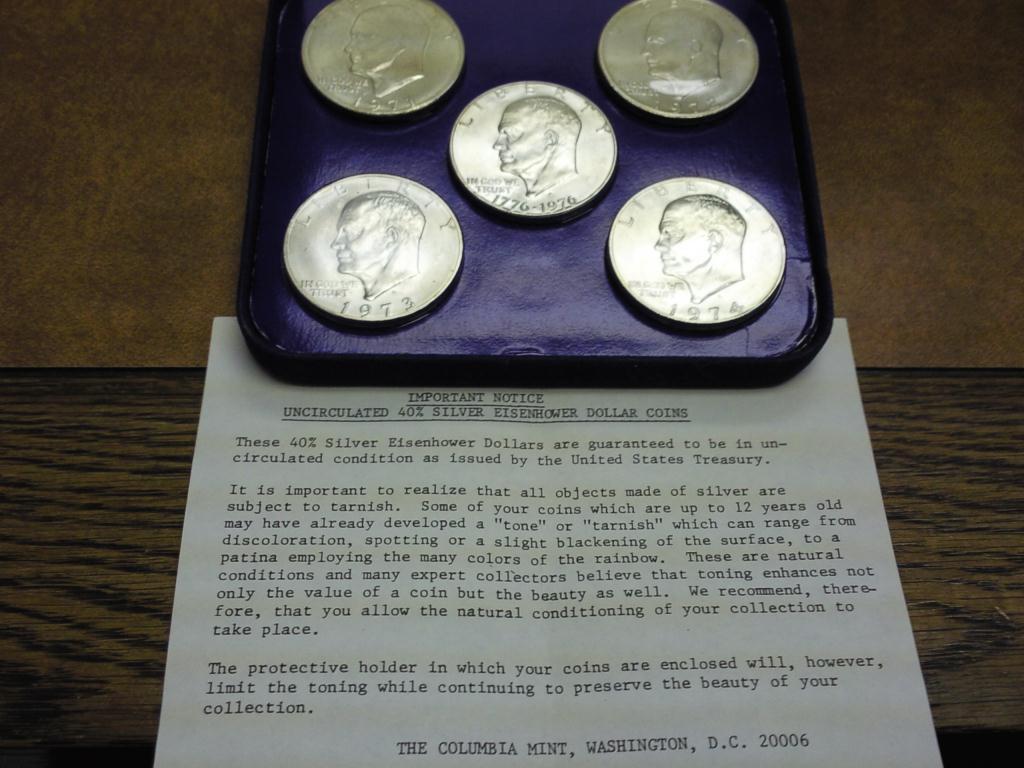 IN GOD WE
TRUST
1971
1972
LIBERTY
IN GOD WE
TRUST
1776-1976
LIBERTY
IN GOD WE
TRUST
1973
LIBERTY
IN GOD WE
TRUST
1974
IMPORTANT NOTICE
UNCIRCULATED 40% SILVER EISENHOWER DOLLAR COINS
These 40% Silver Eisenhower Dollars are guaranteed to be in un-
circulated condition as issued by the United States Treasury.
It is important to realize that all objects made of silver are
subject to tarnish. Some of your coins which are up to 12 years old
may have already developed a "tone" or "tarnish" which can range from
discoloration, spotting or a slight blackening of the surface, to a
patina employing the many colors of the rainbow. These are natural
conditions and many expert collectors believe that toning enhances not
only the value of a coin but the beauty as well. We recommend, there-
fore, that you allow the natural conditioning of your collection to
take place.
The protective holder in which your coins are enclosed will, however,
limit the toning while continuing to preserve the beauty of your
collection.
THE COLUMBIA MINT, WASHINGTON, D.C. 20006